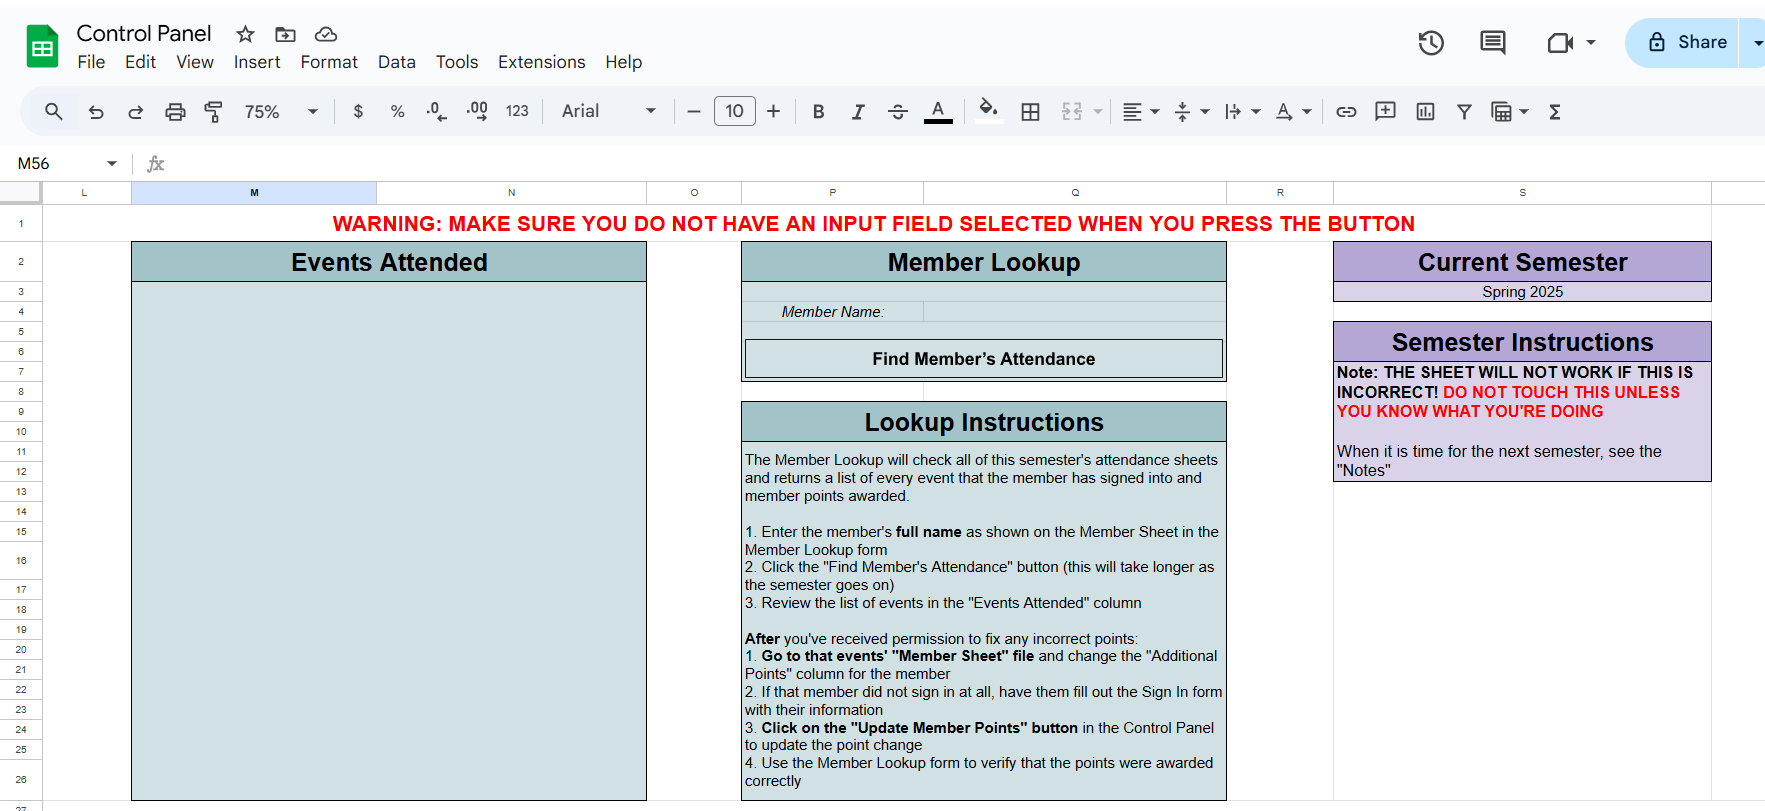 Control Panel
File Edit View Insert Format Data Tools Extensions Help
Share
75% $ % .0 .00 123 Arial 10 B I S A A Σ
M56 fx
L M N O P Q R S
1 WARNING: MAKE SURE YOU DO NOT HAVE AN INPUT FIELD SELECTED WHEN YOU PRESS THE BUTTON
2 Events Attended Member Lookup Current Semester
3 Spring 2025
4 Member Name:
5
6 Find Member's Attendance Semester Instructions
7 Note: THE SHEET WILL NOT WORK IF THIS IS
8 INCORRECT! DO NOT TOUCH THIS UNLESS
9 YOU KNOW WHAT YOU'RE DOING
10 Lookup Instructions
11 When it is time for the next semester, see the
12 "Notes"
The Member Lookup will check all of this semester's attendance sheets
and returns a list of every event that the member has signed into and
13 member points awarded.
14
15 1. Enter the member's full name as shown on the Member Sheet in the
Member Lookup form
16 2. Click the "Find Member's Attendance" button (this will take longer as
17 the semester goes on)
18 3. Review the list of events in the "Events Attended" column
19
20 After you've received permission to fix any incorrect points:
1. Go to that events' "Member Sheet" file and change the "Additional
21 Points" column for the member
22 2. If that member did not sign in at all, have them fill out the Sign In form
23 with their information
24 3. Click on the "Update Member Points" button in the Control Panel
25 to update the point change
26 4. Use the Member Lookup form to verify that the points were awarded
correctly
27